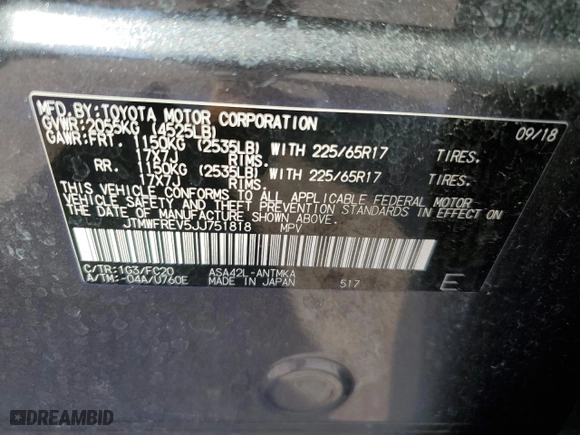 MFD.BY:TOYOTA MOTOR CORPORATION 09/18
GVWR:2055KG (4525LB)
GAWR:FRT. 1150KG (2535LB) WITH 225/65R17 TIRES.
17X7J RIMS.
RR. 1150KG (2535LB) WITH 225/65R17 TIRES.
17X7J RIMS.
THIS VEHICLE CONFORMS TO ALL APPLICABLE FEDERAL MOTOR
VEHICLE SAFETY AND THEFT PREVENTION STANDARDS IN EFFECT
ON THE DATE OF MANUFACTURE SHOWN ABOVE.
JTMWFREV5JJ751818 MPV
C/TR:1G3/FC20 ASA42L-ANTMKA
A/TM:-04A/U760E MADE IN JAPAN 517 E
DREAMBID